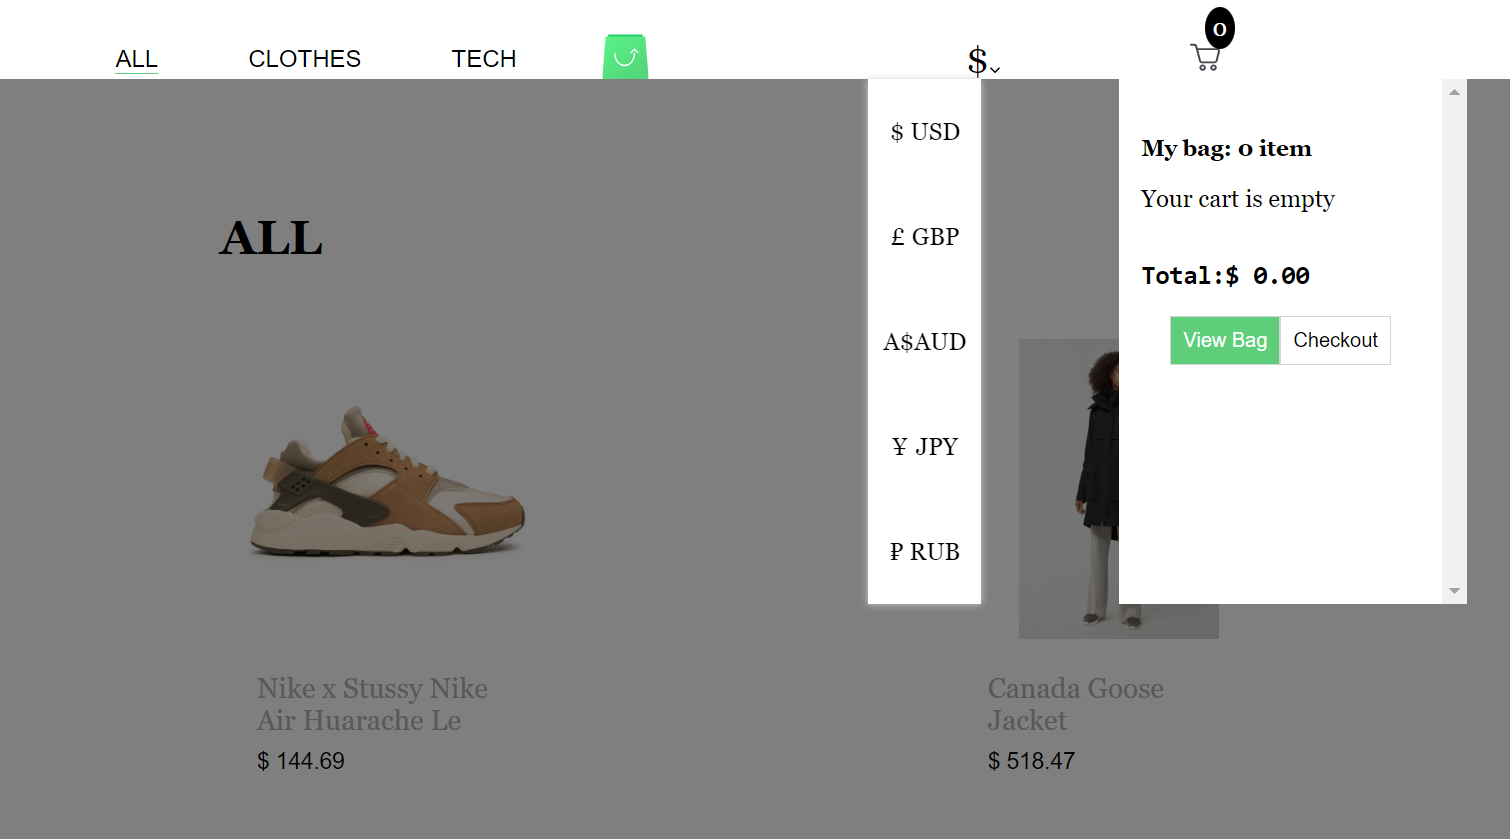 ALL CLOTHES TECH $ 0
$ USD
£ GBP
A$AUD
¥ JPY
₽ RUB
My bag: 0 item
Your cart is empty
Total:$ 0.00
View Bag Checkout
ALL
Nike x Stussy Nike
Air Huarache Le
$ 144.69
Canada Goose
Jacket
$ 518.47